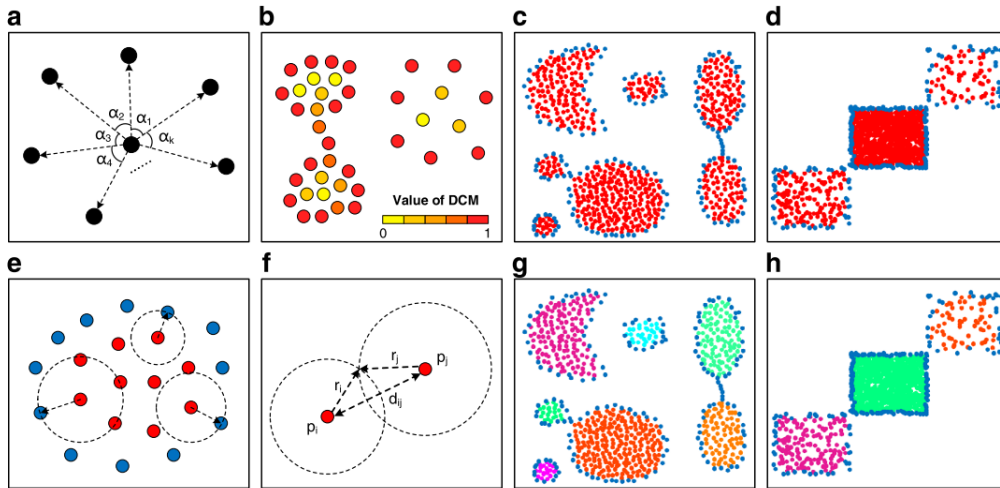 a
b
c
d
α₂
α₁
α₃
αₖ
α₄
...
Value of DCM
0 1
e
f
g
h
rⱼ
pⱼ
rᵢ
dᵢⱼ
pᵢ